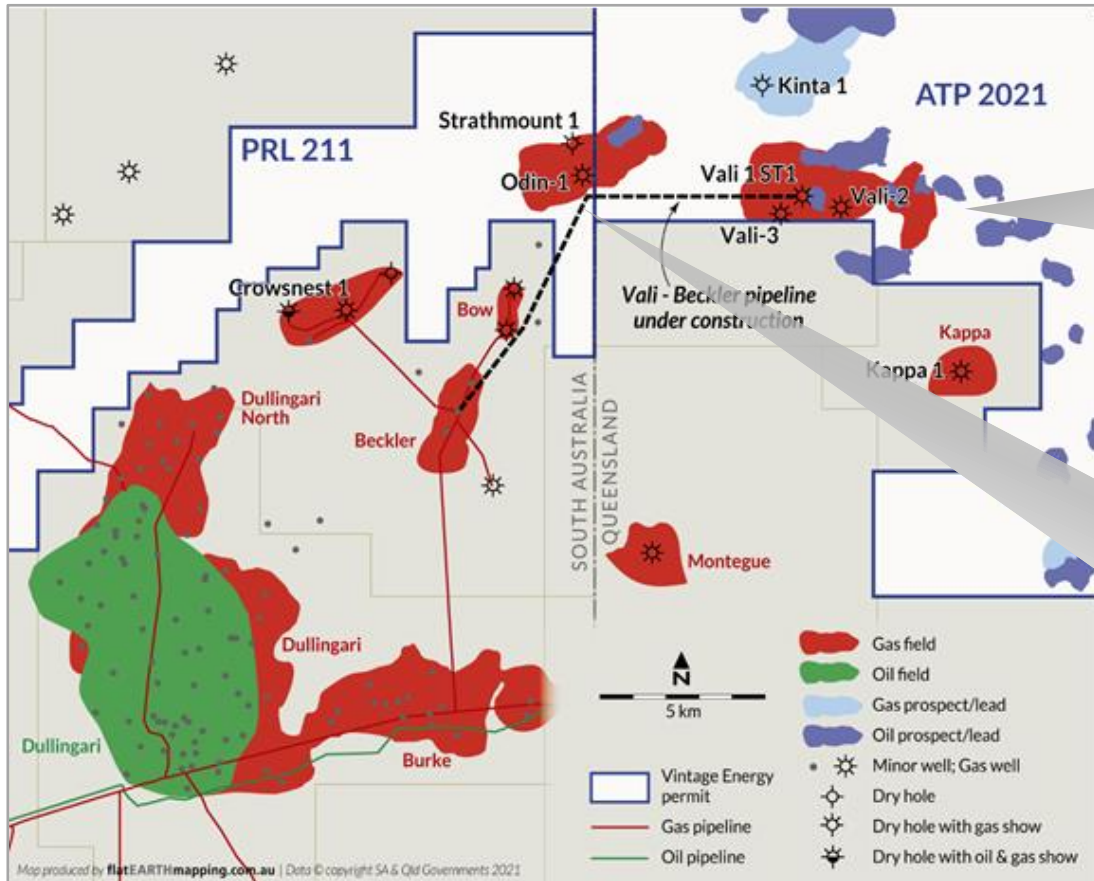 Kinta 1
ATP 2021
Strathmount 1
PRL 211
Odin-1
Vali 1 ST1
Vali-2
Vali-3
Crowsnest 1
Bow
Vali - Beckler pipeline
under construction
Kappa
Kappa 1
Dullingari
North
Beckler
SOUTH AUSTRALIA
QUEENSLAND
Montegue
Dullingari
Dullingari
Burke
N
5 km
Gas field
Oil field
Gas prospect/lead
Oil prospect/lead
Minor well; Gas well
Dry hole
Dry hole with gas show
Dry hole with oil & gas show
Vintage Energy
permit
Gas pipeline
Oil pipeline
Map produced by flatEARTHmapping.com.au | Data © copyright SA & Qld Governments 2021